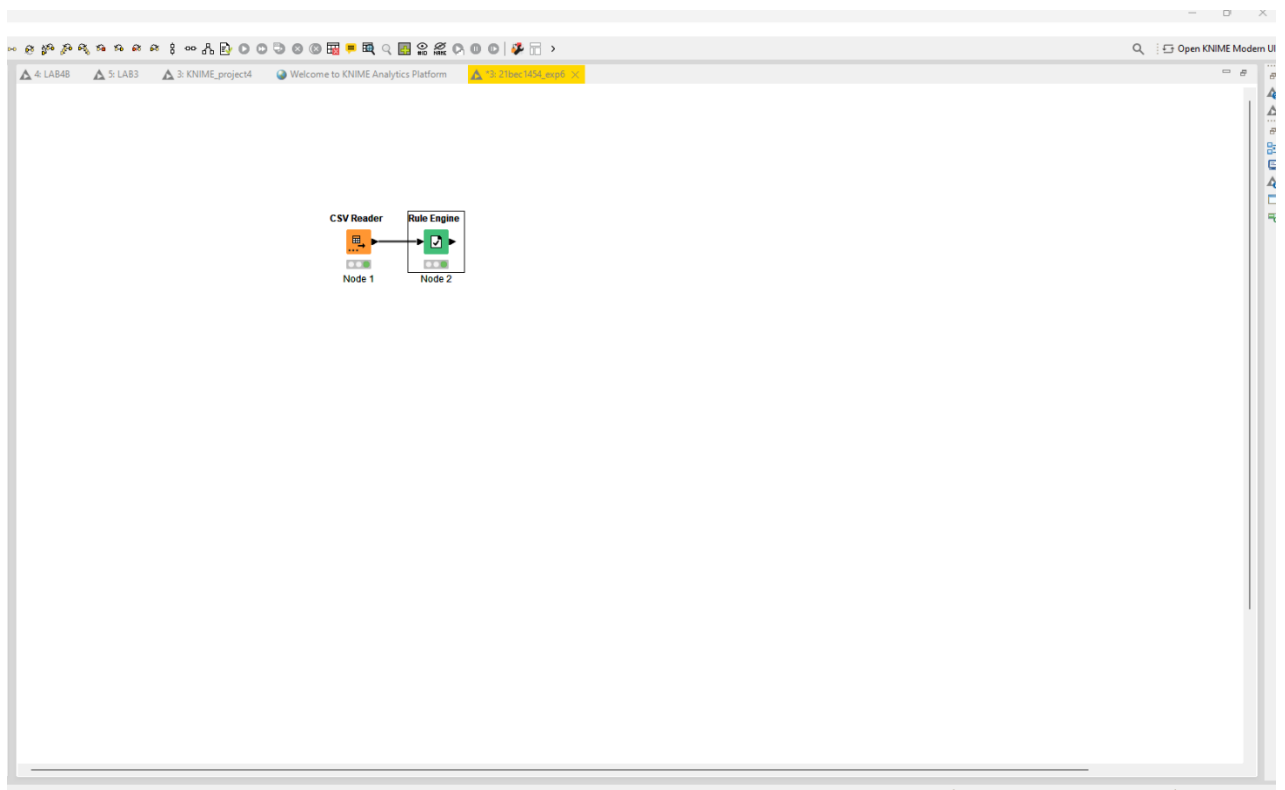 Open KNIME Modern UI
4: LAB4B
5: LAB3
3: KNIME_project4
Welcome to KNIME Analytics Platform
*3: 21bec1454_exp6
CSV Reader
Rule Engine
Node 1
Node 2